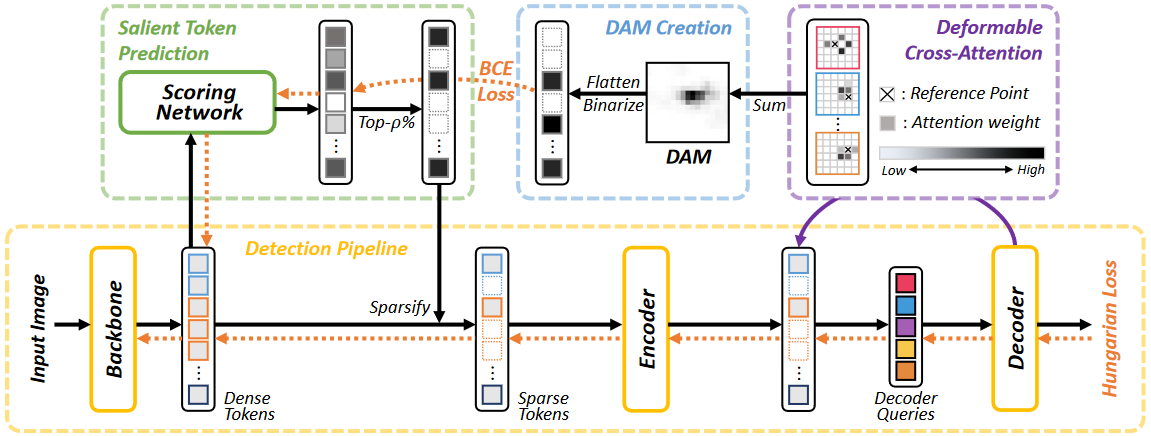 Salient Token
Prediction
Scoring
Network
Top-ρ%
BCE
Loss
DAM Creation
Flatten
Binarize
DAM
Sum
Deformable
Cross-Attention
: Reference Point
: Attention weight
Low
High
Detection Pipeline
Input Image
Backbone
Dense
Tokens
Sparsify
Sparse
Tokens
Encoder
Decoder
Queries
Decoder
Hungarian Loss